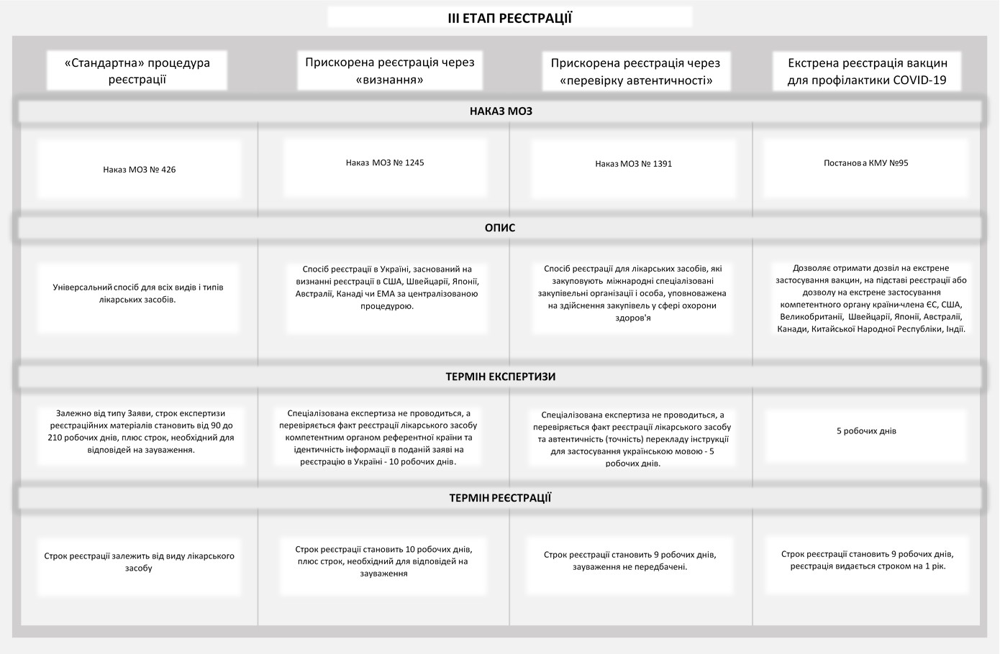 ІІІ ЕТАП РЕЄСТРАЦІЇ
«Стандартна» процедура
реєстрації
Прискорена реєстрація через
«визнання»
Прискорена реєстрація через
«перевірку автентичності»
Екстрена реєстрація вакцин
для профілактики COVID-19
НАКАЗ МОЗ
Наказ МОЗ № 426
Наказ МОЗ № 1245
Наказ МОЗ № 1391
Постанова КМУ №95
ОПИС
Універсальний спосіб для всіх видів і типів
лікарських засобів.
Спосіб реєстрації в Україні, заснований на
визнанні реєстрації в США, Швейцарії, Японії,
Австралії, Канаді чи ЕМА за централізованою
процедурою.
Спосіб реєстрації для лікарських засобів, які
закуповують міжнародні спеціалізовані
закупівельні організації і особа, уповноважена
на здійснення закупівель у сфері охорони
здоров'я
Дозволяє отримати дозвіл на екстрене
застосування вакцин, на підставі реєстрації або
дозволу на екстрене застосування
компетентного органу країни-члена ЄС, США,
Великобританії, Швейцарії, Японії, Австралії,
Канади, Китайської Народної Республіки, Індії.
ТЕРМІН ЕКСПЕРТИЗИ
Залежно від типу Заяви, строк експертизи
реєстраційних матеріалів становить від 90 до
210 робочих днів, плюс строк, необхідний для
відповідей на зауваження.
Спеціалізована експертиза не проводиться, а
перевіряється факт реєстрації лікарського засобу
компетентним органом референтної країни та
ідентичність інформації в поданій заяві на
реєстрацію в Україні - 10 робочих днів.
Спеціалізована експертиза не проводиться, а
перевіряється факт реєстрації лікарського засобу
та автентичність (точність) перекладу інструкції
для застосування українською мовою - 5
робочих днів.
5 робочих днів
ТЕРМІН РЕЄСТРАЦІЇ
Строк реєстрації залежить від виду лікарського
засобу
Строк реєстрації становить 10 робочих днів,
плюс строк, необхідний для відповідей на
зауваження
Строк реєстрації становить 9 робочих днів,
зауваження не передбачені.
Строк реєстрації становить 9 робочих днів,
реєстрація видається строком на 1 рік.